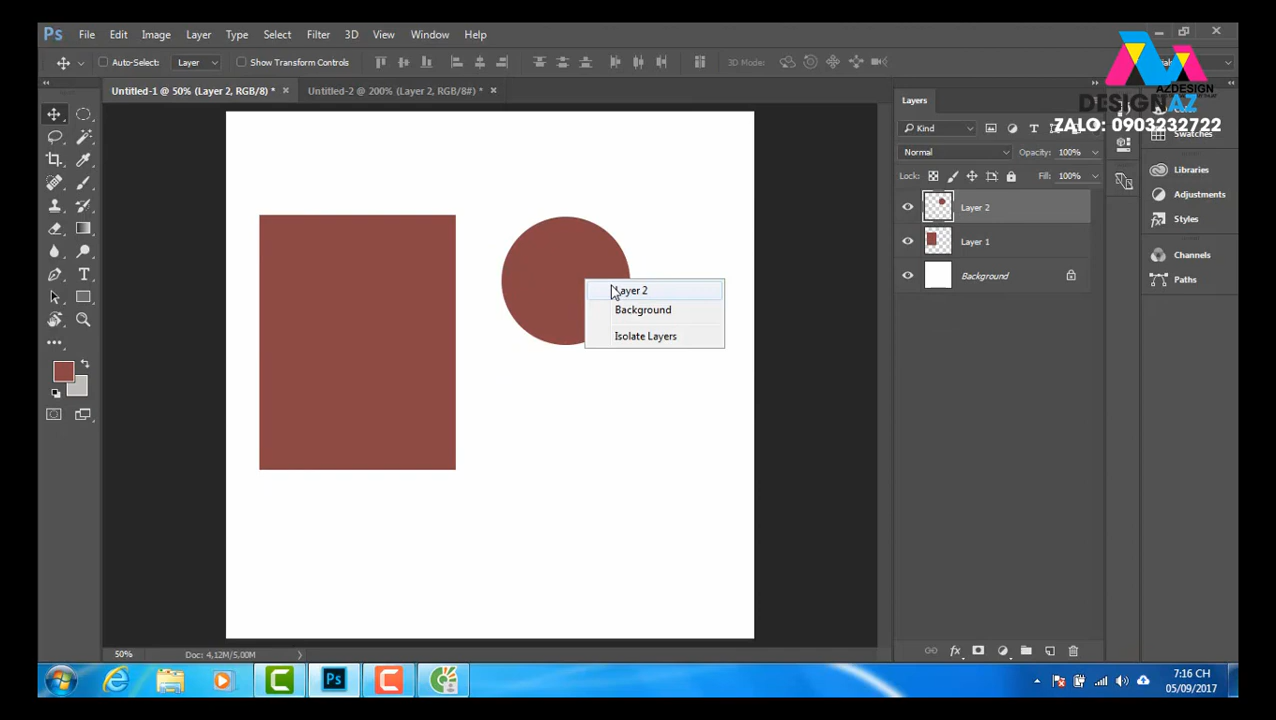 Ps File Edit Image Layer Type Select Filter 3D View Window Help
Auto-Select: Layer Show Transform Controls 3D Mode:
AZDESIGN
DESIGNAZ
ZALO: 0903232722
Untitled-1 @ 50% (Layer 2, RGB/8) * × Untitled-2 @ 200% (Layer 2, RGB/8#) * ×
Layers
Kind
Swatches
Normal Opacity: 100%
Lock: Fill: 100%
Libraries
Adjustments
Styles
Channels
Paths
Layer 2
Layer 1
Background
Layer 2
Background
Isolate Layers
T
50% Doc: 4,12M/5,00M
fx
Ps
7:16 CH
05/09/2017